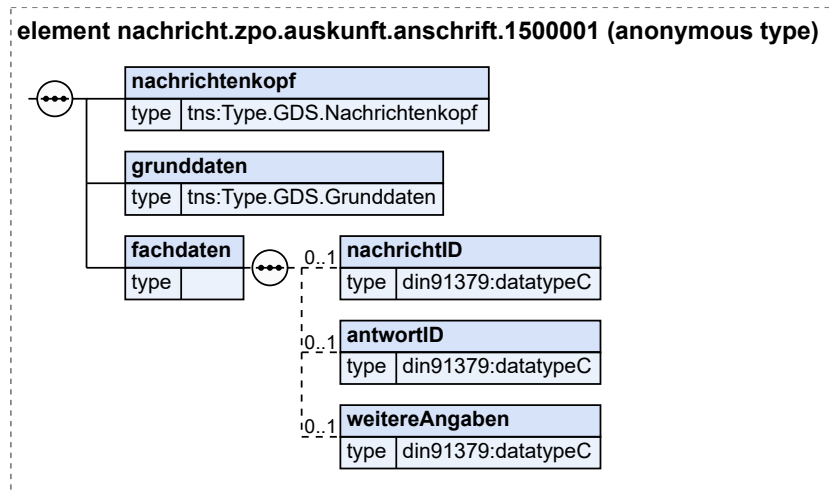 element nachricht.zpo.auskunft.anschrift.1500001 (anonymous type)
nachrichtenkopf
type tns:Type.GDS.Nachrichtenkopf
grunddaten
type tns:Type.GDS.Grunddaten
fachdaten
type
0..1 nachrichtID
type din91379:datatypeC
0..1 antwortID
type din91379:datatypeC
0..1 weitereAngaben
type din91379:datatypeC